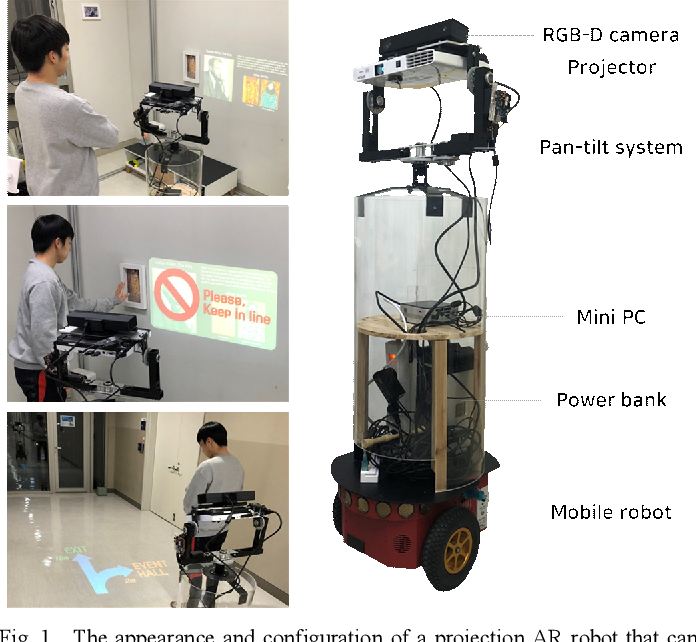 RGB-D camera
Projector
Pan-tilt system
Please,
Keep in line
Mini PC
Power bank
EXIT
EVENT
HALL
Mobile robot
Fig. 1. The appearance and configuration of a projection AR robot that can